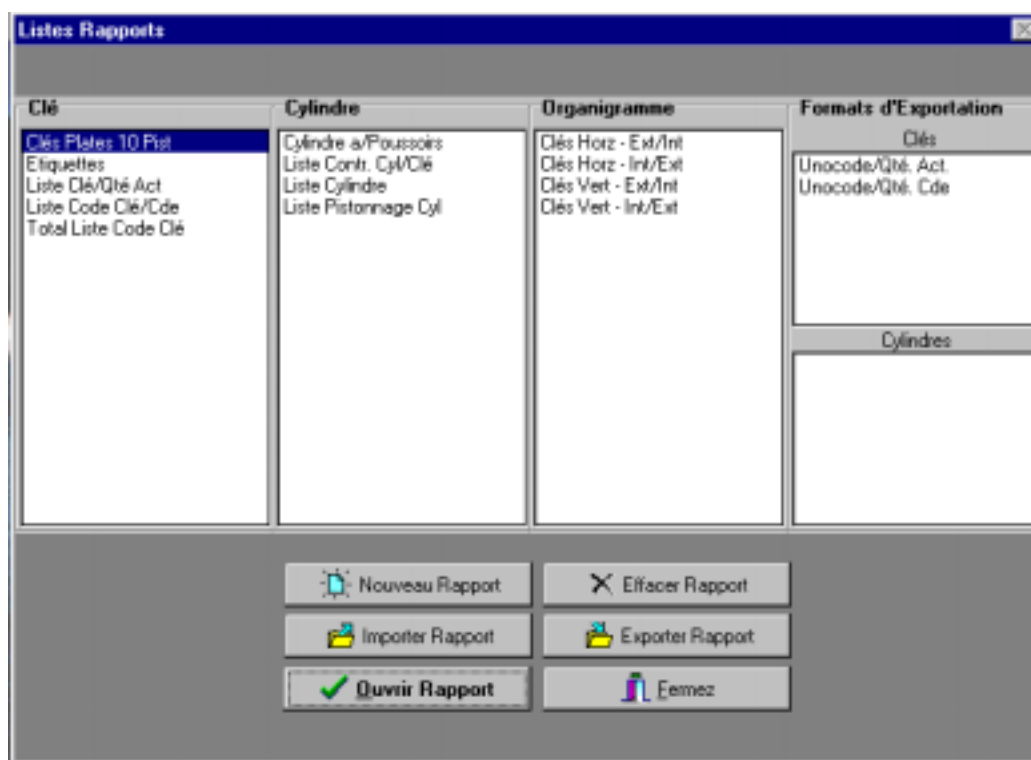 Listes Rapports
Clé
Clés Plates 10 Pist
Etiquettes
Liste Clé/Qté Act
Liste Code Clé/Cde
Total Liste Code Clé
Cylindre
Cylindre a/Poussoirs
Liste Contr. Cyl/Clé
Liste Cylindre
Liste Pistonnage Cyl
Organigramme
Clés Horz - Ext/Int
Clés Horz - Int/Ext
Clés Vert - Ext/Int
Clés Vert - Int/Ext
Formats d'Exportation
Clés
Unocode/Qté. Act.
Unocode/Qté. Cde
Cylindres
Nouveau Rapport
Effacer Rapport
Importer Rapport
Exporter Rapport
Ouvrir Rapport
Fermez